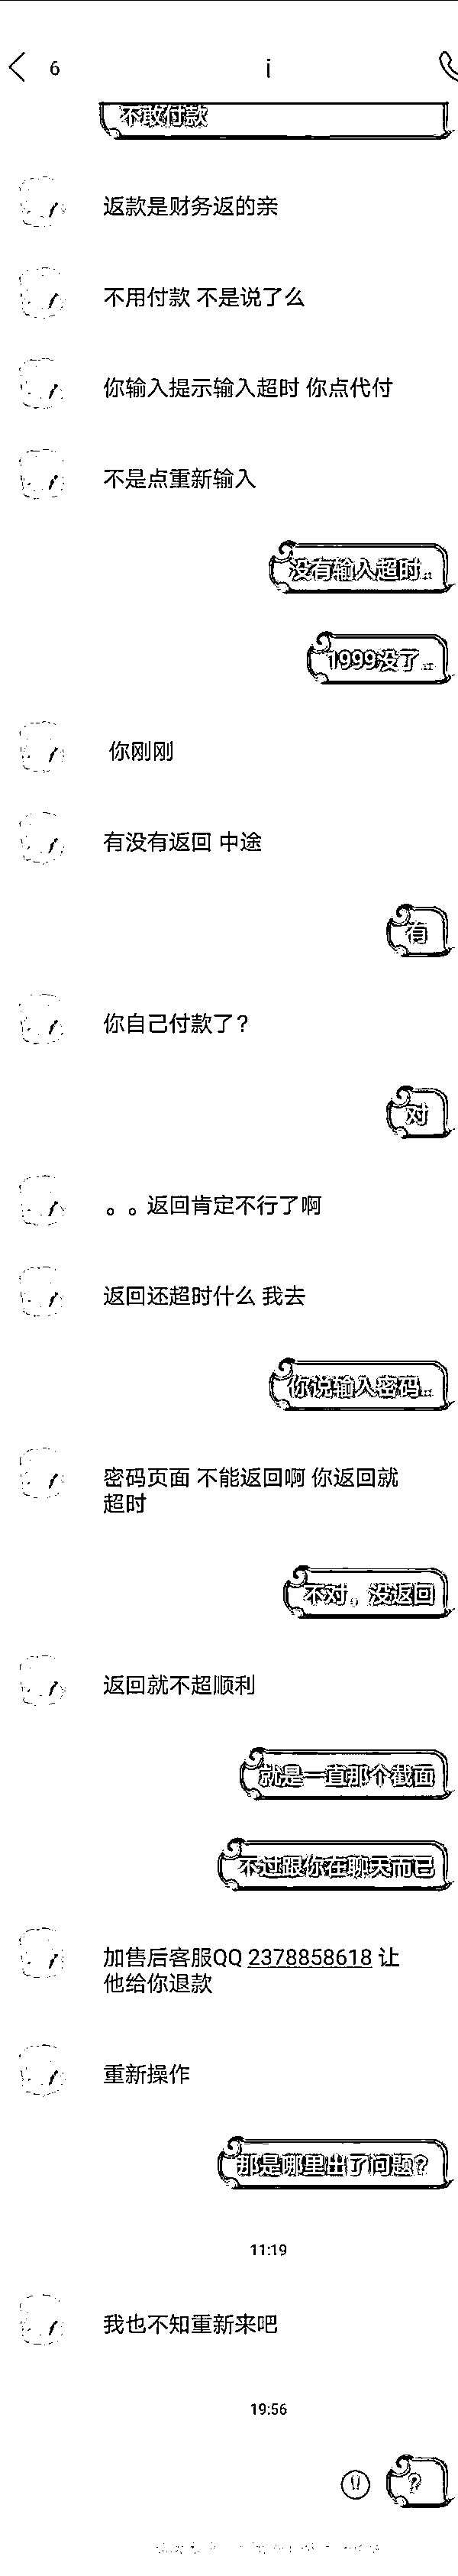 6
i
不敢付款
返款是财务返的亲
不用付款 不是说了么
你输入提示输入超时 你点代付
不是点重新输入
没有输入超时...
1999没了...
你刚刚
有没有返回 中途
有
你自己付款了?
对
。。返回肯定不行了啊
返回还超时什么 我去
你说输入密码...
密码页面 不能返回啊 你返回就
超时
不对，没返回
返回就不超顺利
就是一直那个截面
不过跟你在聊天而已
加售后客服QQ 2378858618 让
他给你退款
重新操作
那是哪里出了问题?
11:19
我也不知重新来吧
19:56
?